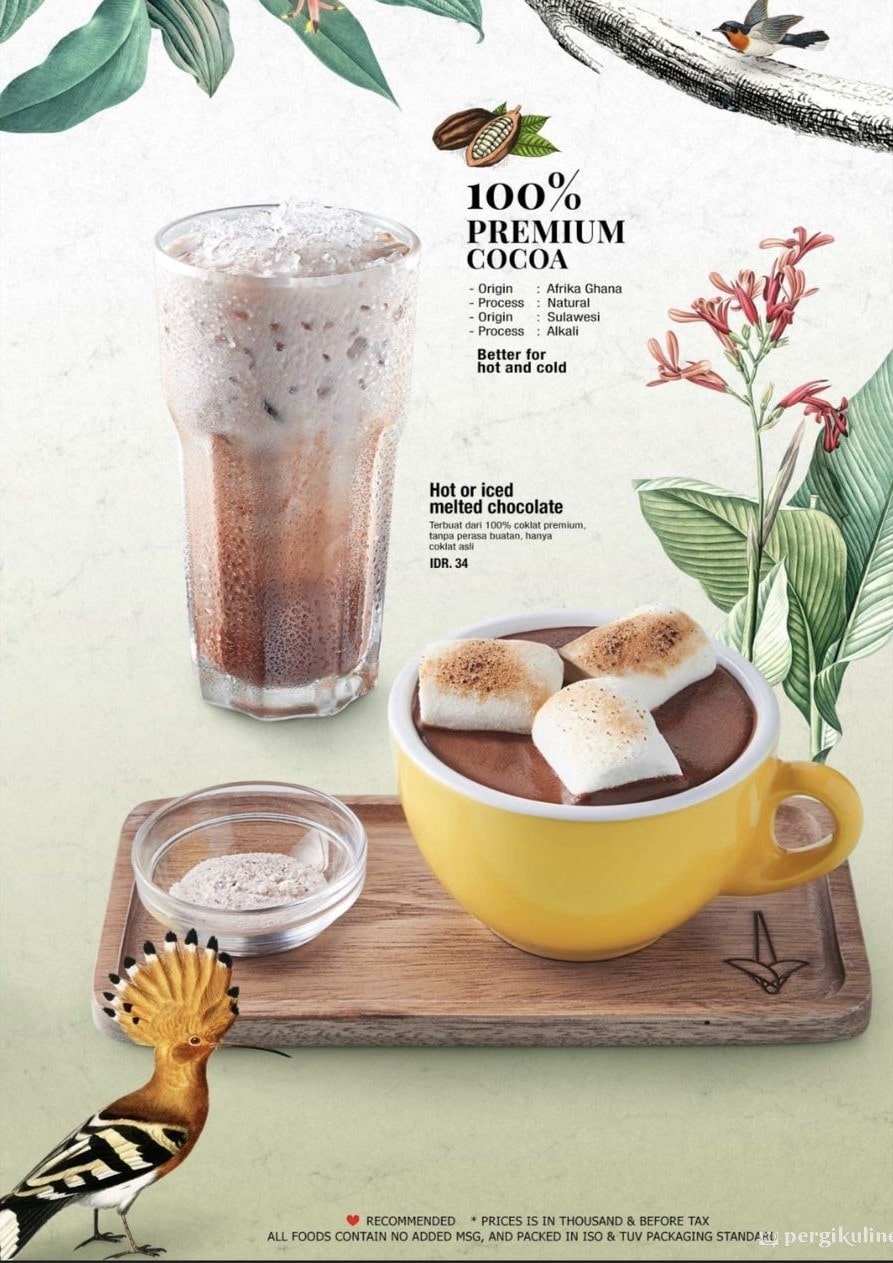 100%
PREMIUM
COCOA
- Origin : Afrika Ghana
- Process : Natural
- Origin : Sulawesi
- Process : Alkali
Better for
hot and cold
Hot or iced
melted chocolate
Terbuat dari 100% coklat premium,
tanpa perasa buatan, hanya
coklat asli
IDR. 34
RECOMMENDED * PRICES IS IN THOUSAND & BEFORE TAX
ALL FOODS CONTAIN NO ADDED MSG, AND PACKED IN ISO & TUV PACKAGING STANDARD
pergikuline